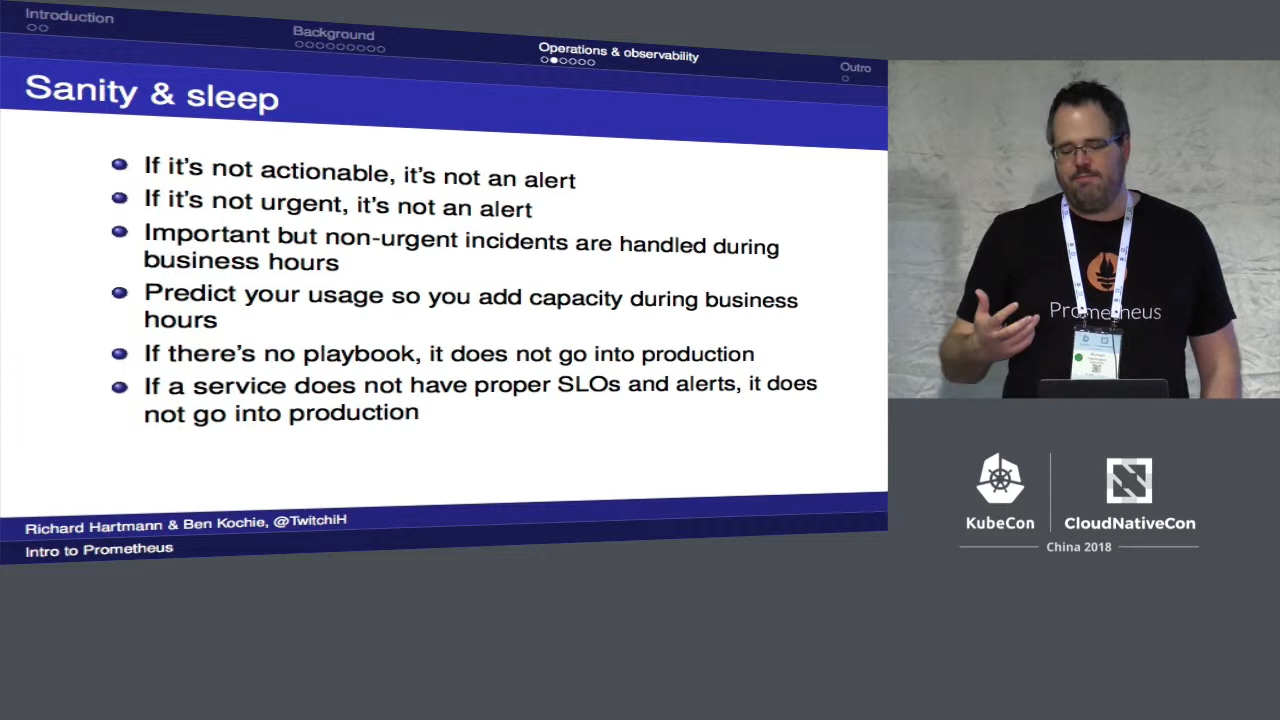 Introduction
Background
Operations & observability
Outro
Sanity & sleep
If it's not actionable, it's not an alert
If it's not urgent, it's not an alert
Important but non-urgent incidents are handled during
business hours
Predict your usage so you add capacity during business
hours
If there's no playbook, it does not go into production
If a service does not have proper SLOs and alerts, it does
not go into production
Richard Hartmann & Ben Kochie, @TwitchiH
Intro to Prometheus
Prometheus
KubeCon
CloudNativeCon
China 2018